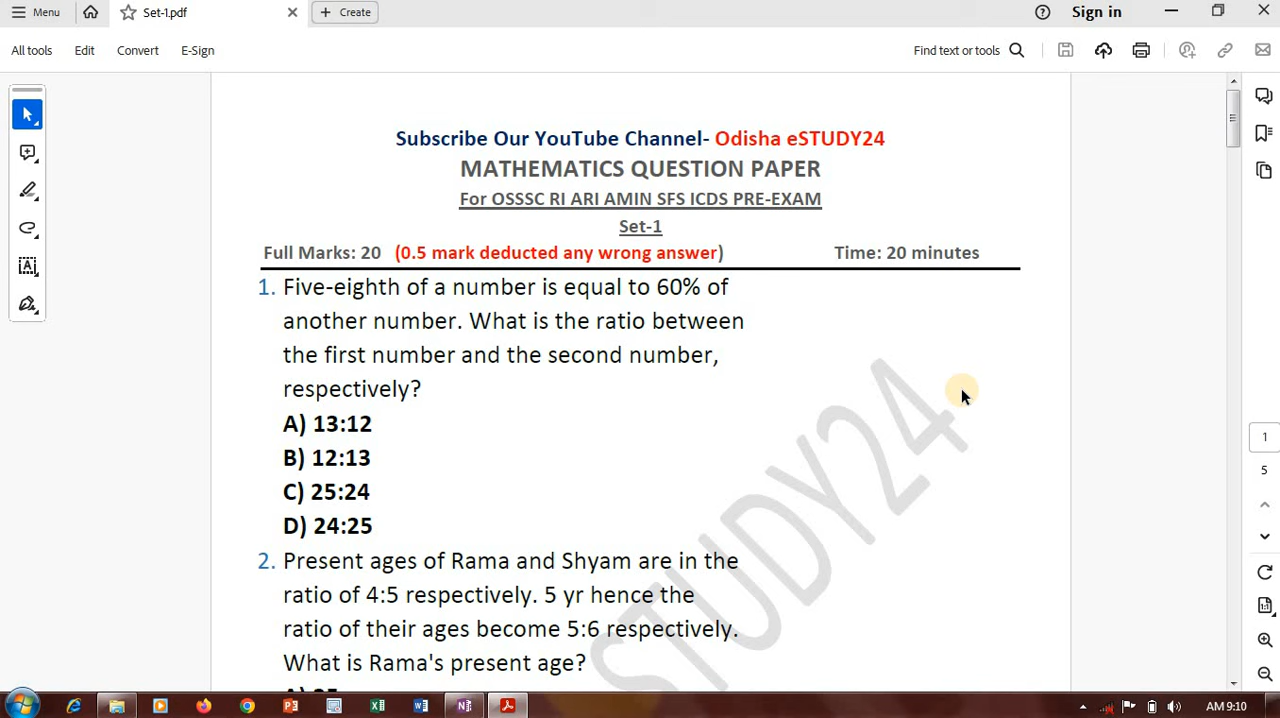 Menu
Set-1.pdf
Create
Sign in
All tools
Edit
Convert
E-Sign
Find text or tools
Subscribe Our YouTube Channel- Odisha eSTUDY24
MATHEMATICS QUESTION PAPER
For OSSSC RI ARI AMIN SFS ICDS PRE-EXAM
Set-1
Full Marks: 20 (0.5 mark deducted any wrong answer) Time: 20 minutes
1. Five-eighth of a number is equal to 60% of
another number. What is the ratio between
the first number and the second number,
respectively?
A) 13:12
B) 12:13
C) 25:24
D) 24:25
2. Present ages of Rama and Shyam are in the
ratio of 4:5 respectively. 5 yr hence the
ratio of their ages become 5:6 respectively.
What is Rama's present age?
STUDY24
1
5
AM 9:10